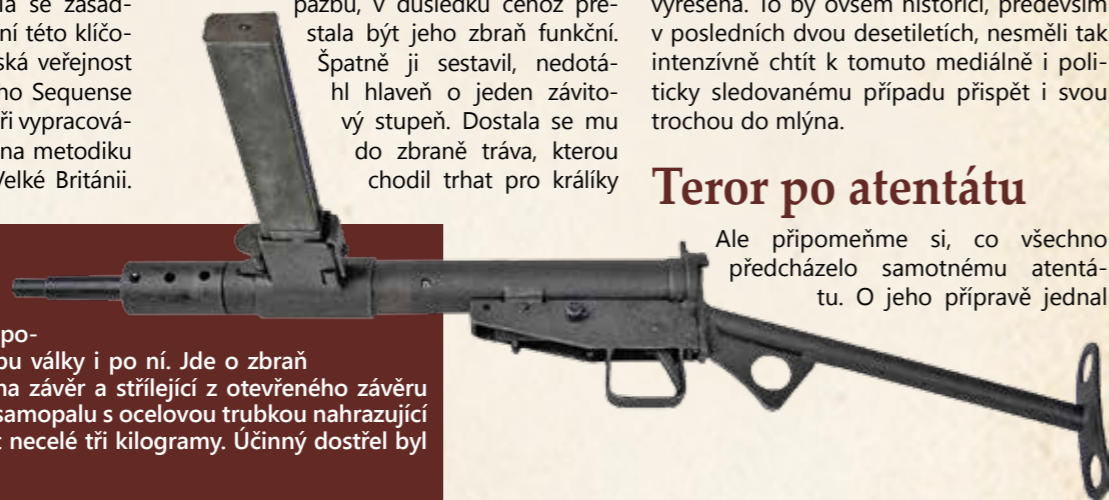 la se zásad-
ní této klíčo-
ská veřejnost
ho Sequense
ři vypracová-
na metodiku
Velké Británii.
pažbu, v důsledku čehož pře-
stala být jeho zbraň funkční.
Špatně ji sestavil, nedotá-
hl hlaveň o jeden závito-
vý stupeň. Dostala se mu
do zbraně tráva, kterou
chodil trhat pro králíky
vyřešena. To by ovšem historici, především
v posledních dvou desetiletích, nesměli tak
intenzívně chtít k tomuto mediálně i poli-
ticky sledovanému případu přispět i svou
trochou do mlýna.
Teror po atentátu
Ale připomeňme si, co všechno
předcházelo samotnému atentá-
tu. O jeho přípravě jednal
po-
bu války i po ní. Jde o zbraň
na závěr a střílející z otevřeného závěru
samopalu s ocelovou trubkou nahrazující
necelé tři kilogramy. Účinný dostřel byl